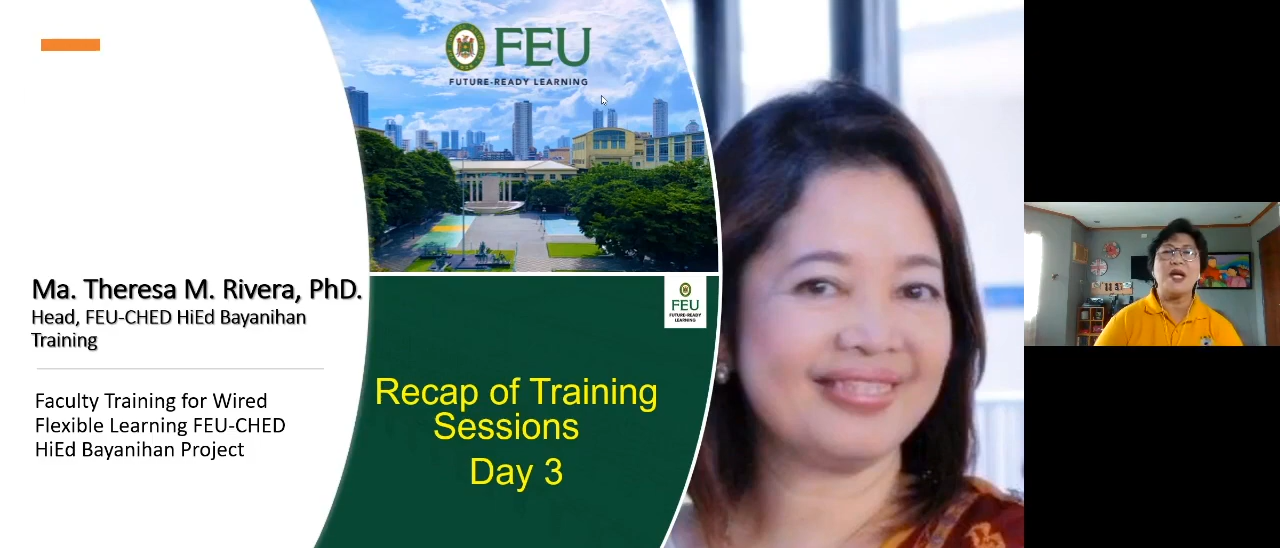 FEU
FUTURE-READY LEARNING
Ma. Theresa M. Rivera, PhD.
Head, FEU-CHED HiEd Bayanihan
Training
Faculty Training for Wired
Flexible Learning FEU-CHED
HiEd Bayanihan Project
FEU
FUTURE-READY
LEARNING
Recap of Training
Sessions
Day 3